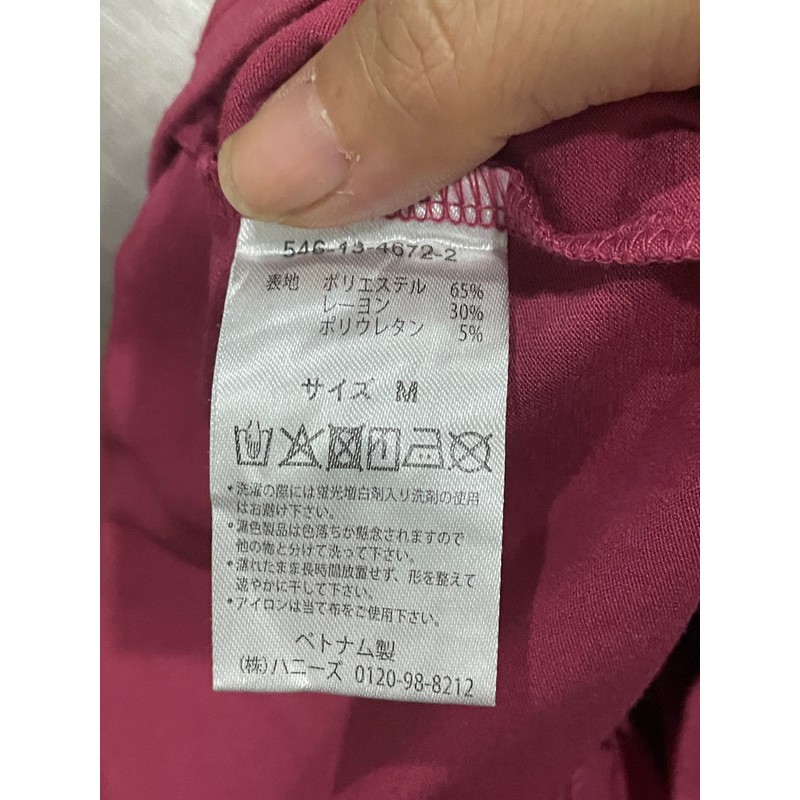 546-13-4672-2
表地 ポリエステル 65%
レーヨン 30%
ポリウレタン 5%
サイズ M
•洗濯の際には蛍光増白剤入り洗剤の使用
はお避け下さい。
•濃色製品は色落ちが懸念されますので
他の物と分けて洗って下さい。
•濡れたまま長時間放置せず、形を整えて
速やかに干して下さい。
•アイロンは当て布をご使用下さい。
ベトナム製
(株)ハニーズ 0120-98-8212